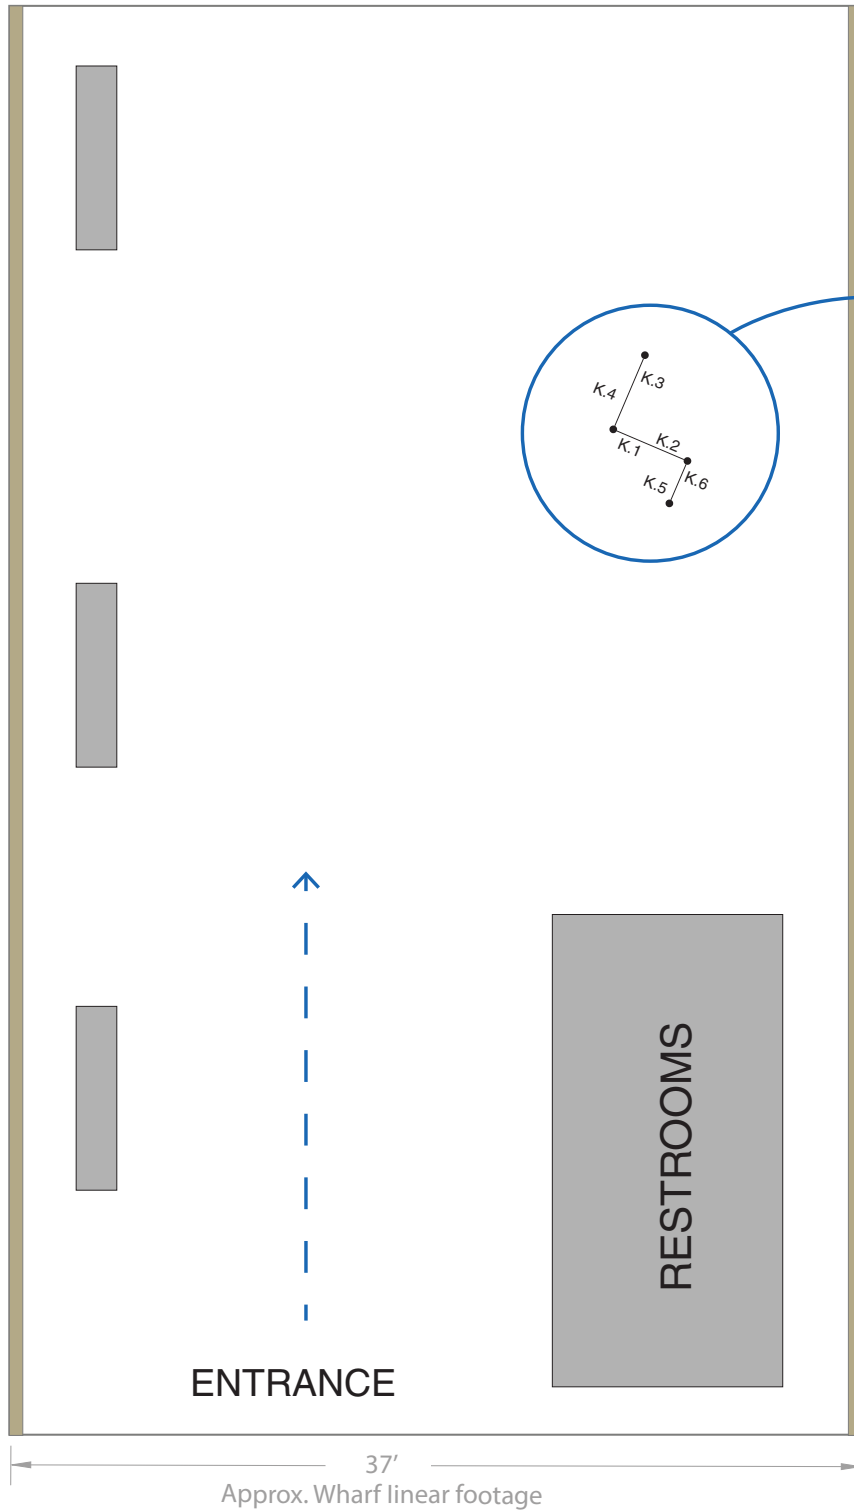 K.3
K.4
K.1
K.2
K.5
K.6
RESTROOMS
ENTRANCE
37’
Approx. Wharf linear footage